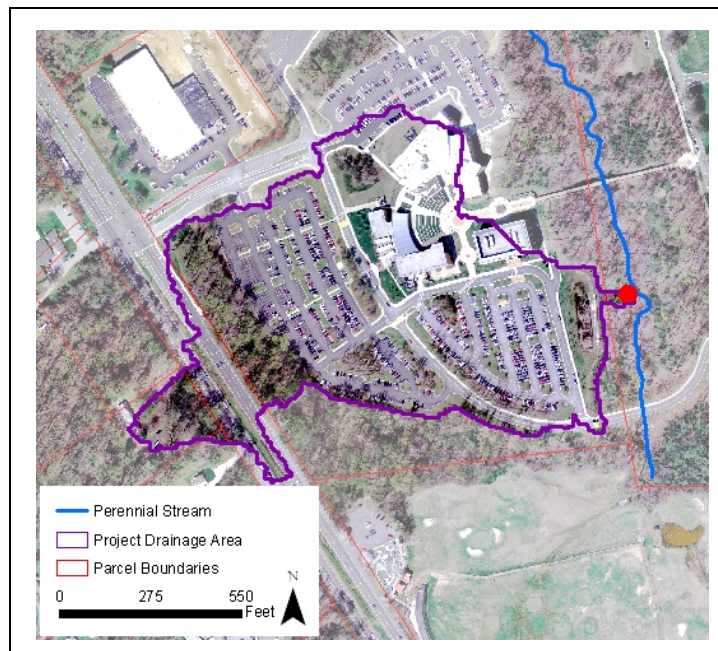 Perennial Stream
Project Drainage Area
Parcel Boundaries
N
0 275 550
Feet